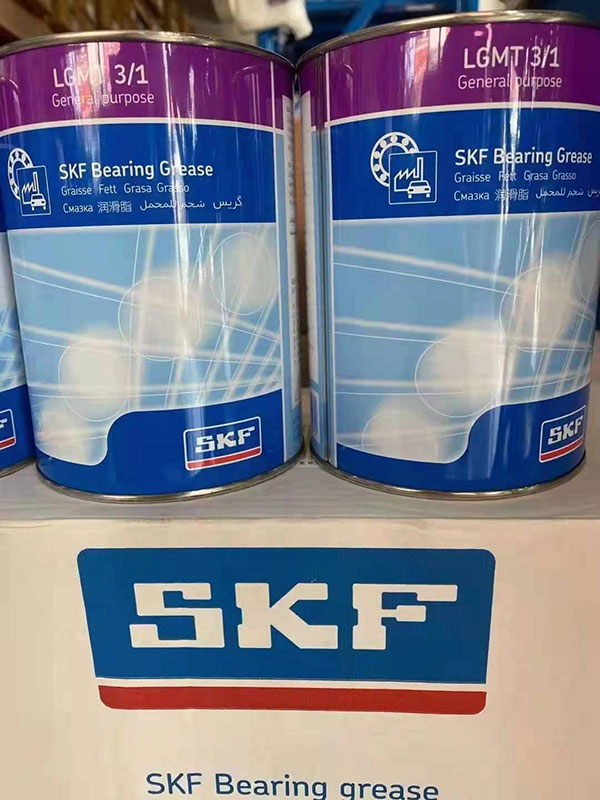 LGMT 3/1
General purpose
SKF Bearing Grease
Graisse Fett Grasa Grasso
Смазка 润滑脂 شحم للمحمل گریس
SKF
LGMT 3/1
General purpose
SKF Bearing Grease
Graisse Fett Grasa Grasso
Смазка 润滑脂 شحم للمحمل
SKF
SKF
SKF Bearing grease